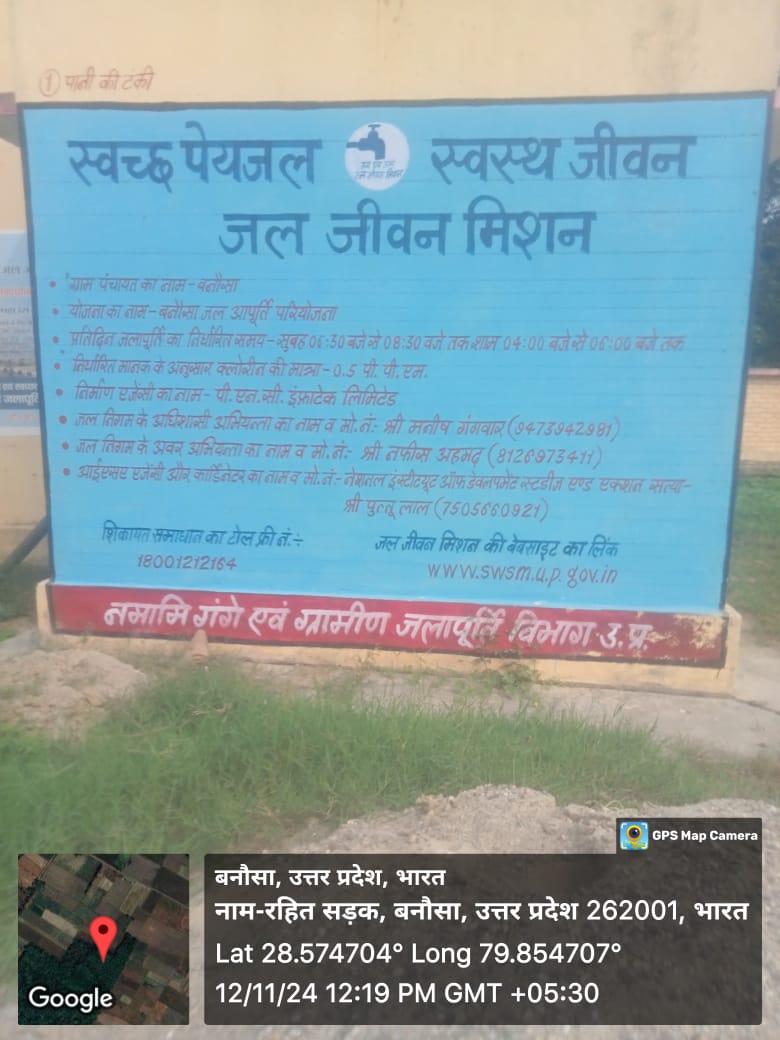 ① पानी की टंकी
स्वच्छ पेयजल स्वस्थ जीवन
जल जीवन मिशन
• ग्राम पंचायत का नाम - बनौसा
• योजना का नाम - बनौसा जल आपूर्ति परियोजना
• प्रतिदिन जलापूर्ति का निर्धारित समय - सुबह 06:30 बजे से 08:30 बजे तक शाम 04:00 बजे से 06:00 बजे तक
• निर्धारित मानक के अनुसार क्लोरीन की मात्रा - 0.5 पी. पी. एम.
• निर्माण एजेंसी का नाम - पी. एन. सी. इंफ्राटेक लिमिटेड
• जल निगम के अधिशासी अभियन्ता का नाम व मो. नं:- श्री मनीष गंगवार (9473942981)
• जल निगम के अवर अभियन्ता का नाम व मो. नं:- श्री नफीस अहमद (8126973411)
• आईएसए एजेंसी और कार्डिनेटर का नाम व मो. नं:- नेशनल इंस्टीटयूट ऑफ डेवलपमेंट स्टडीज एण्ड एक्शन सत्या-
श्री पुत्तू लाल (7505660921)
शिकायत समाधान का टोल फ्री नं. :-
18001212164
जल जीवन मिशन की बेबसाइट का लिंक
www.swsm.u.p.gov.in
नमामि गंगे एवं ग्रामीण जलापूर्ति विभाग उ. प्र.
जलापूर्ति
GPS Map Camera
बनौसा, उत्तर प्रदेश, भारत
नाम-रहित सड़क, बनौसा, उत्तर प्रदेश 262001, भारत
Lat 28.574704° Long 79.854707°
12/11/24 12:19 PM GMT +05:30
Google